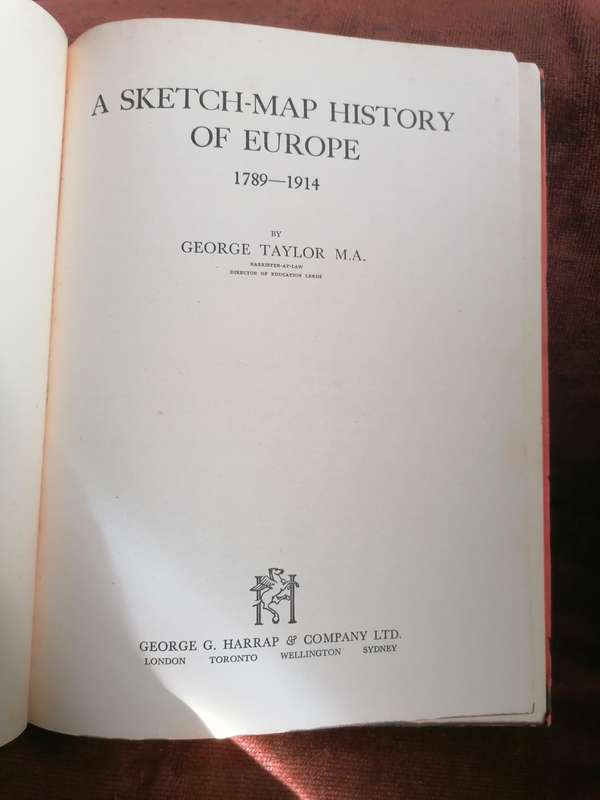 A SKETCH-MAP HISTORY
OF EUROPE
1789—1914
BY
GEORGE TAYLOR M.A.
BARRISTER-AT-LAW
DIRECTOR OF EDUCATION LEEDS
H
GEORGE G. HARRAP & COMPANY LTD.
LONDON TORONTO WELLINGTON SYDNEY